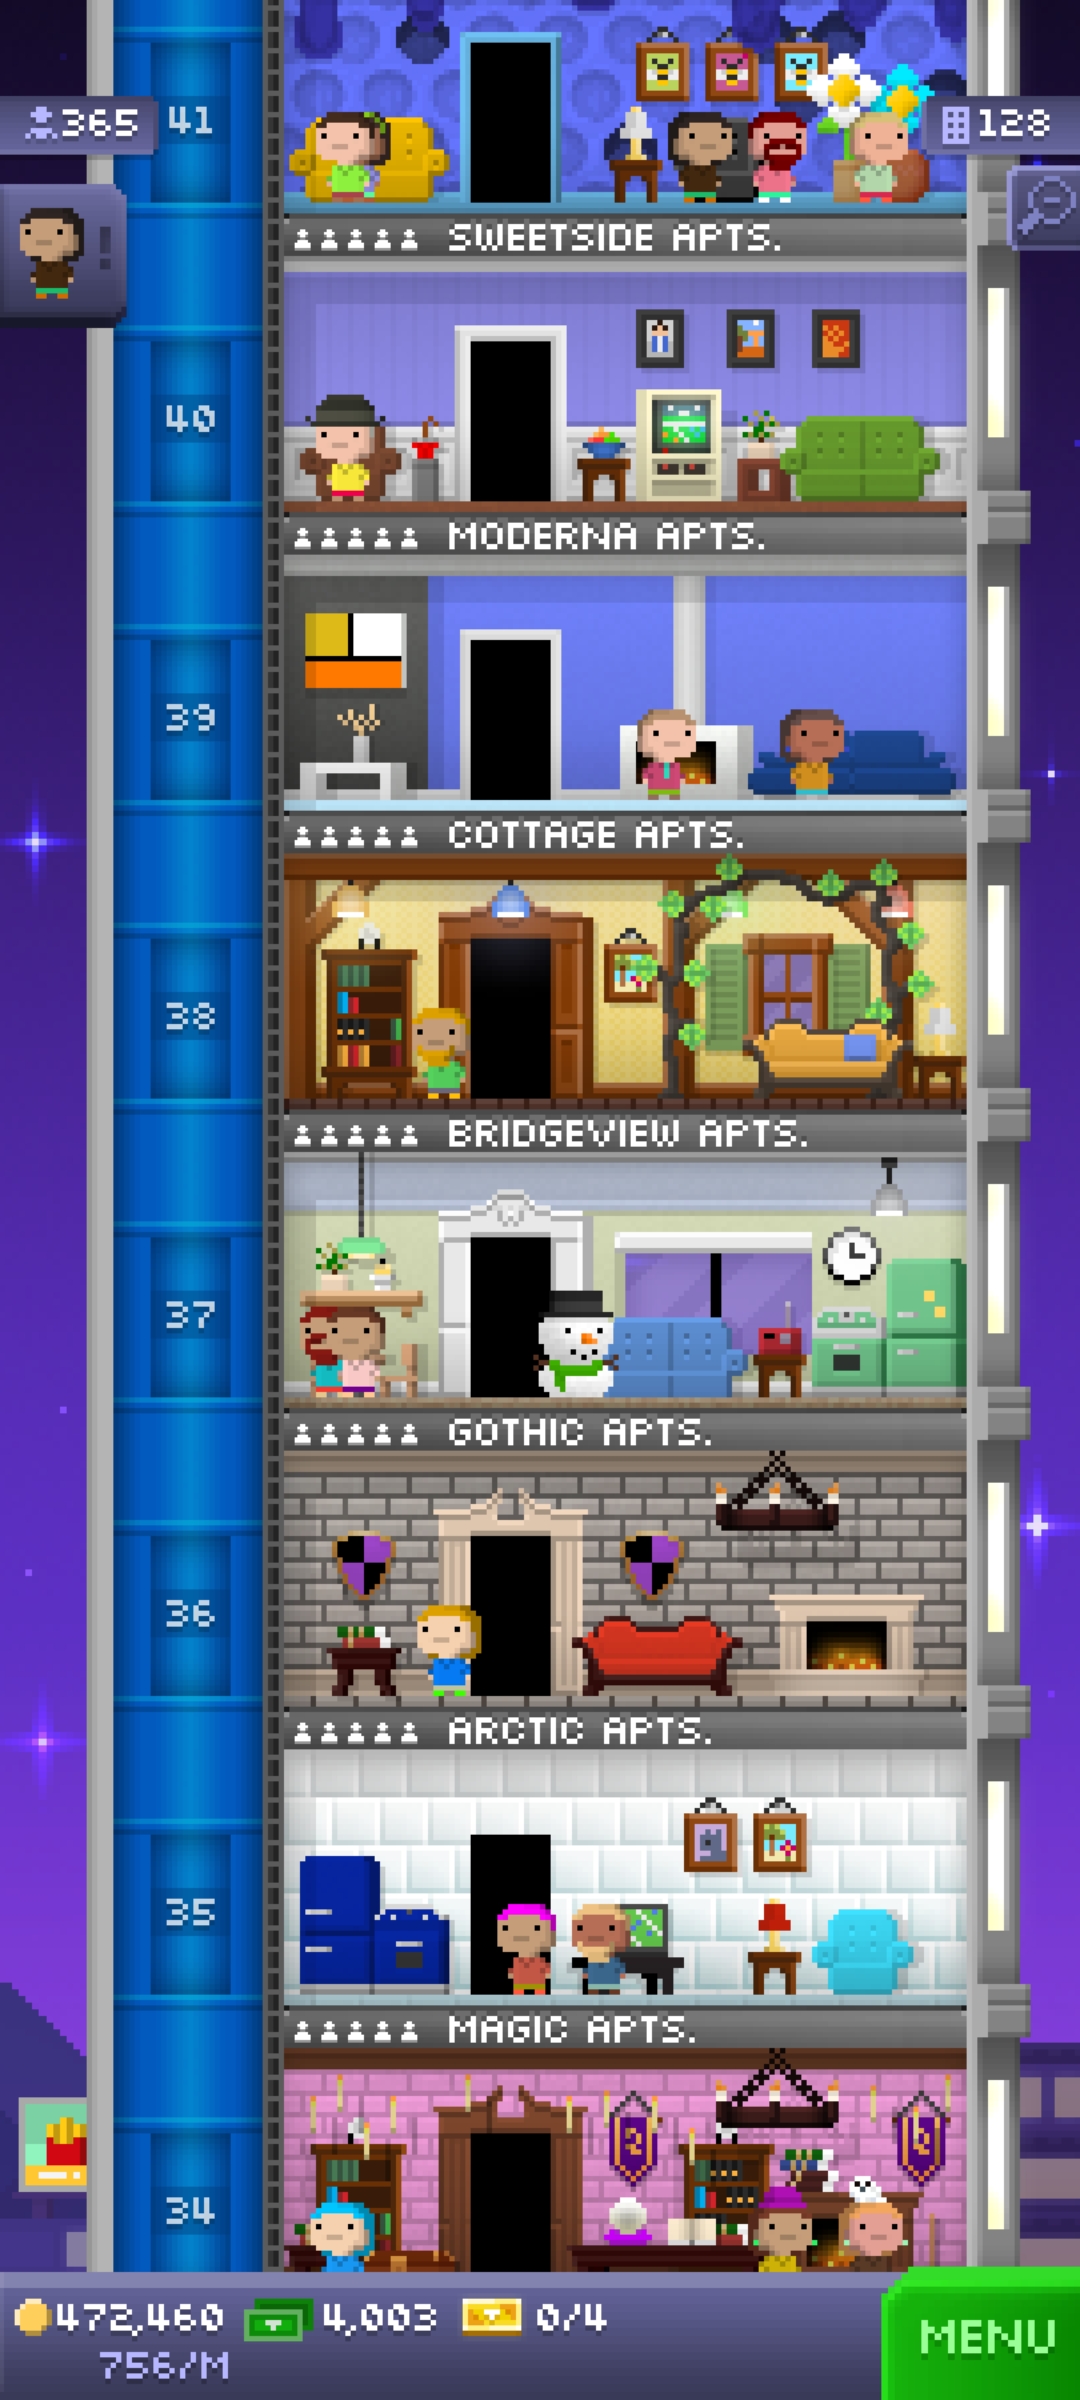 365
41
128
!
SWEETSIDE APTS.
40
MODERNA APTS.
39
COTTAGE APTS.
38
BRIDGEVIEW APTS.
37
GOTHIC APTS.
36
ARCTIC APTS.
35
MAGIC APTS.
34
472,460 4,003 0/4
756/M
MENU